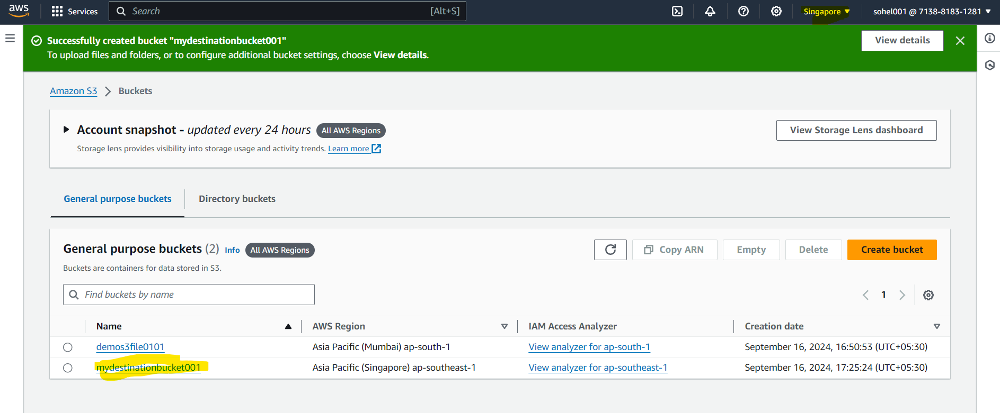 aws Services Search [Alt+S] Singapore ▼ sohel001 @ 7138-8183-1281 ▼
Successfully created bucket "mydestinationbucket001"
To upload files and folders, or to configure additional bucket settings, choose View details.
View details
Amazon S3 > Buckets
Account snapshot - updated every 24 hours All AWS Regions
Storage lens provides visibility into storage usage and activity trends. Learn more
View Storage Lens dashboard
General purpose buckets Directory buckets
General purpose buckets (2) Info All AWS Regions
Copy ARN Empty Delete Create bucket
Buckets are containers for data stored in S3.
Find buckets by name
1
Name AWS Region IAM Access Analyzer Creation date
demos3file0101 Asia Pacific (Mumbai) ap-south-1 View analyzer for ap-south-1 September 16, 2024, 16:50:53 (UTC+05:30)
mydestinationbucket001 Asia Pacific (Singapore) ap-southeast-1 View analyzer for ap-southeast-1 September 16, 2024, 17:25:24 (UTC+05:30)